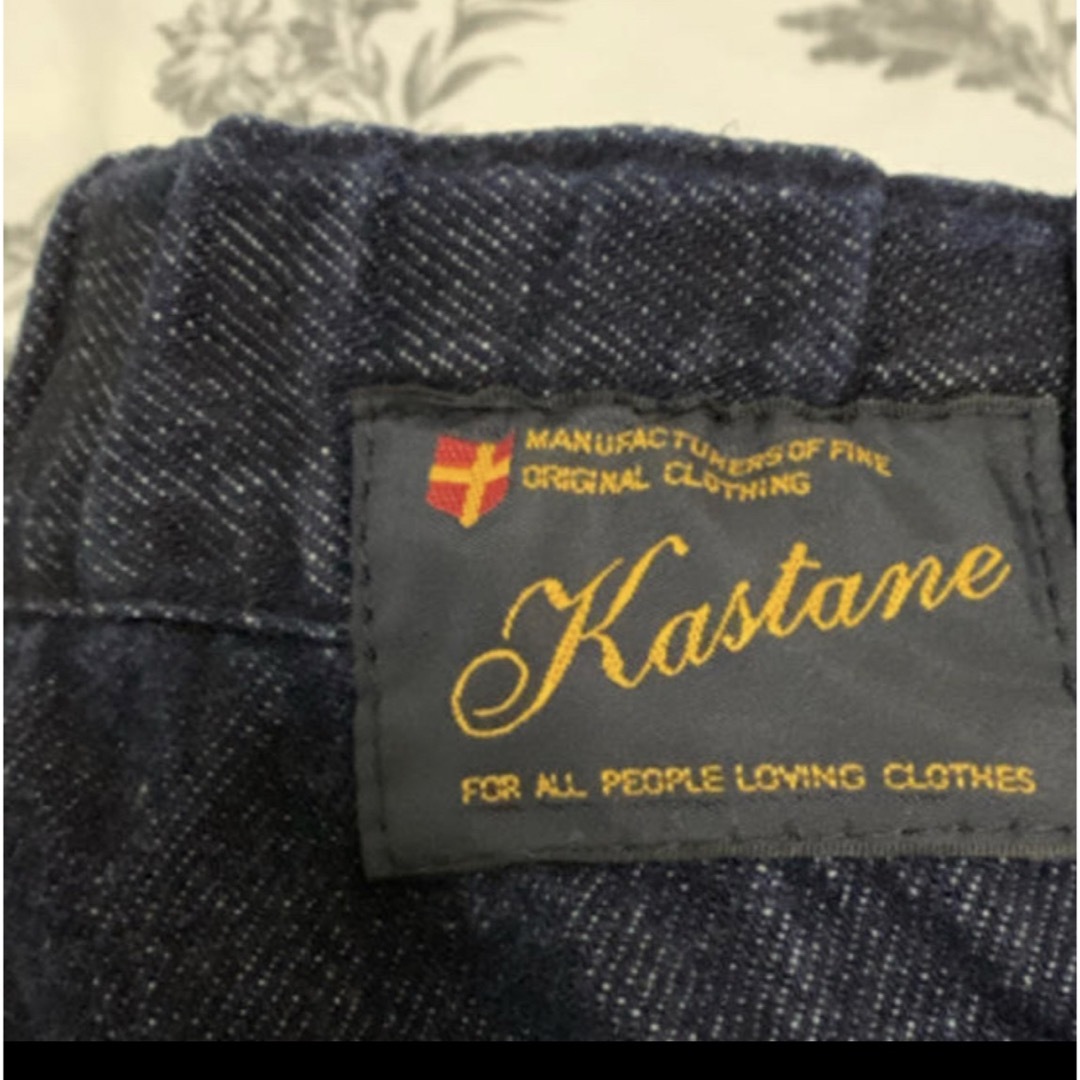 MANUFACTURERS OF FINE
ORIGINAL CLOTHING
Kastane
FOR ALL PEOPLE LOVING CLOTHES